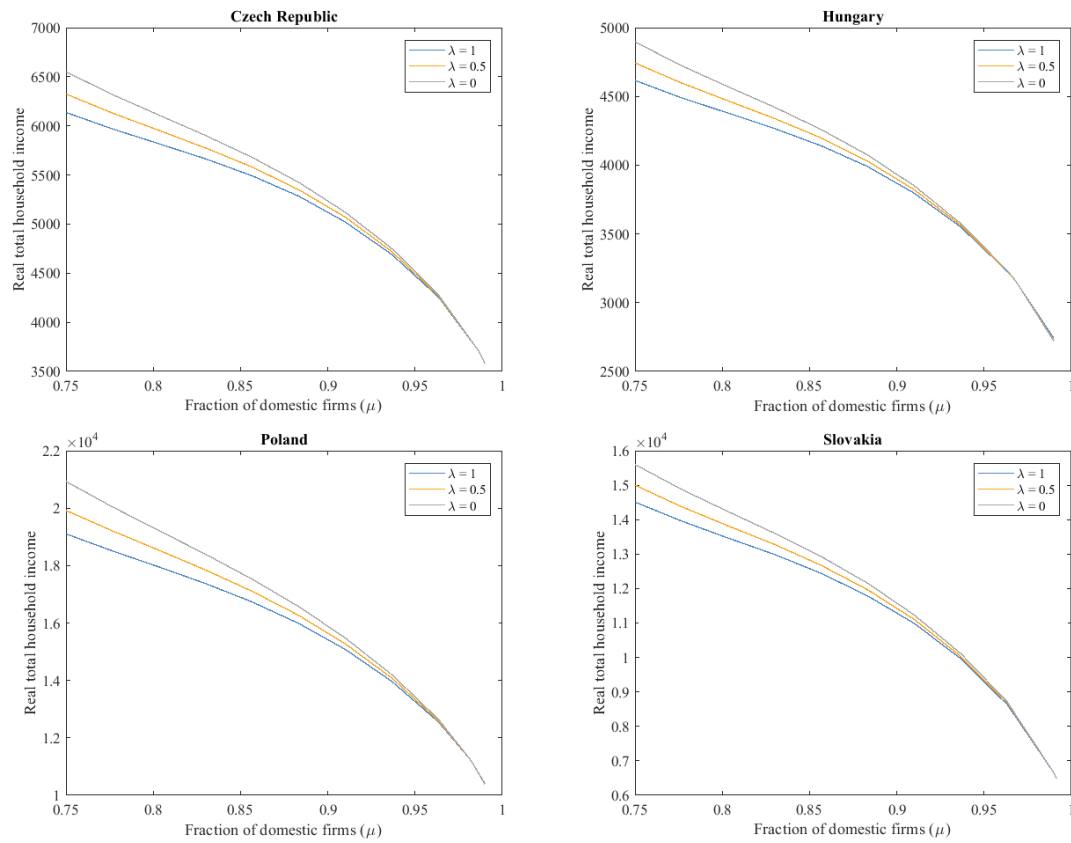 Czech Republic
7000
6500
6000
5500
5000
4500
4000
3500
Real total household income
λ = 1
λ = 0.5
λ = 0
0.75 0.8 0.85 0.9 0.95 1
Fraction of domestic firms (μ)
Hungary
5000
4500
4000
3500
3000
2500
Real total household income
λ = 1
λ = 0.5
λ = 0
0.75 0.8 0.85 0.9 0.95 1
Fraction of domestic firms (μ)
Poland
×10⁴
2.2
2
1.8
1.6
1.4
1.2
1
Real total household income
λ = 1
λ = 0.5
λ = 0
0.75 0.8 0.85 0.9 0.95 1
Fraction of domestic firms (μ)
Slovakia
×10⁴
1.6
1.5
1.4
1.3
1.2
1.1
1
0.9
0.8
0.7
0.6
Real total household income
λ = 1
λ = 0.5
λ = 0
0.75 0.8 0.85 0.9 0.95 1
Fraction of domestic firms (μ)